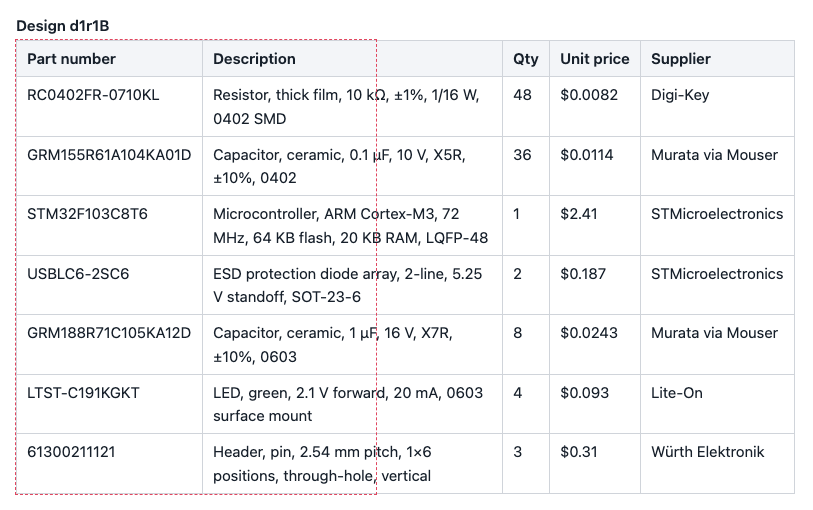 Design d1r1B
Part number Description Qty Unit price Supplier
RC0402FR-0710KL Resistor, thick film, 10 kΩ, ±1%, 1/16 W, 48 $0.0082 Digi-Key
0402 SMD
GRM155R61A104KA01D Capacitor, ceramic, 0.1 µF, 10 V, X5R, 36 $0.0114 Murata via Mouser
±10%, 0402
STM32F103C8T6 Microcontroller, ARM Cortex-M3, 72 1 $2.41 STMicroelectronics
MHz, 64 KB flash, 20 KB RAM, LQFP-48
USBLC6-2SC6 ESD protection diode array, 2-line, 5.25 2 $0.187 STMicroelectronics
V standoff, SOT-23-6
GRM188R71C105KA12D Capacitor, ceramic, 1 µF, 16 V, X7R, 8 $0.0243 Murata via Mouser
±10%, 0603
LTST-C191KGKT LED, green, 2.1 V forward, 20 mA, 0603 4 $0.093 Lite-On
surface mount
61300211121 Header, pin, 2.54 mm pitch, 1×6 3 $0.31 Würth Elektronik
positions, through-hole, vertical